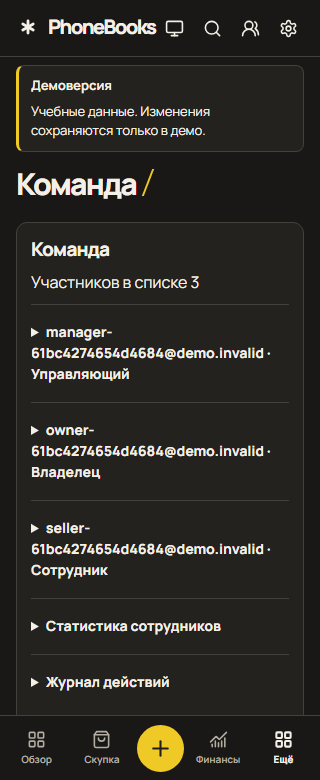 PhoneBooks
Демоверсия
Учебные данные. Изменения
сохраняются только в демо.
Команда /
Команда
Участников в списке 3
manager-
61bc4274654d4684@demo.invalid ·
Управляющий
owner-
61bc4274654d4684@demo.invalid ·
Владелец
seller-
61bc4274654d4684@demo.invalid ·
Сотрудник
Статистика сотрудников
Журнал действий
Обзор
Скупка
Финансы
Ещё